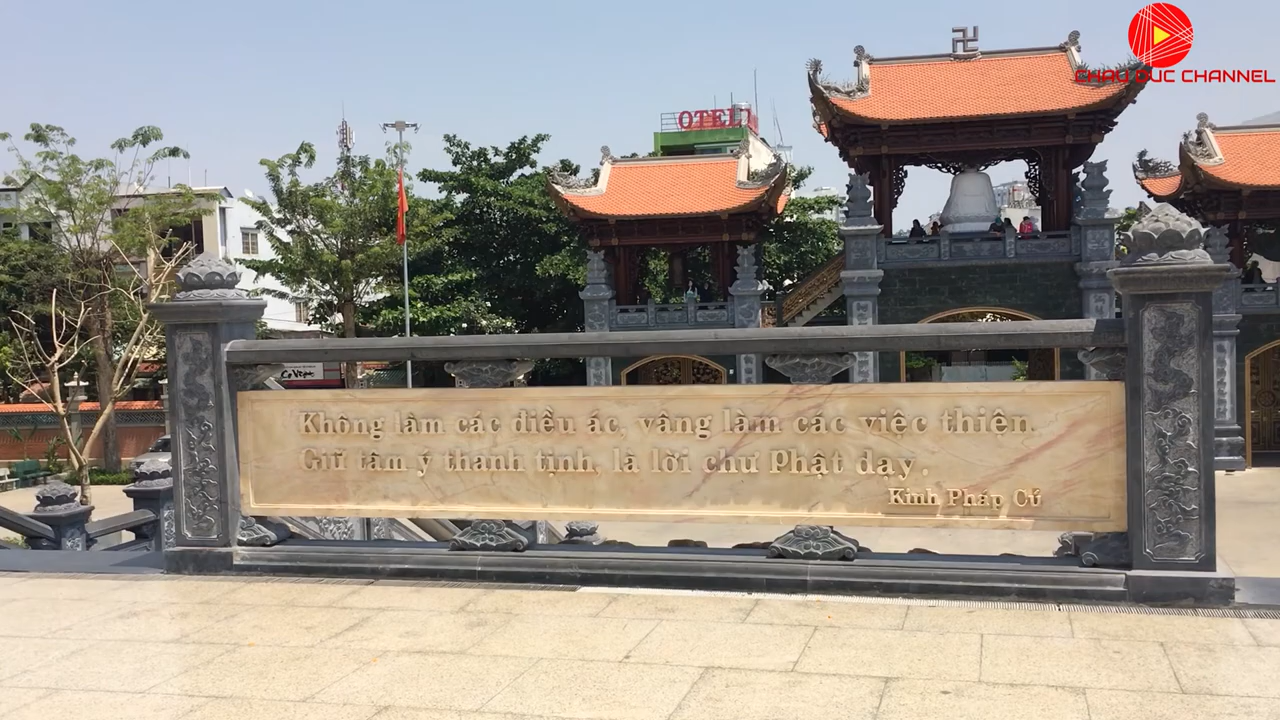 CHAU DUC CHANNEL
OTEL 1
Không làm các điều ác, vâng làm các việc thiện.
Giữ tâm ý thanh tịnh, là lời chư Phật dạy.
Kinh Pháp Cú